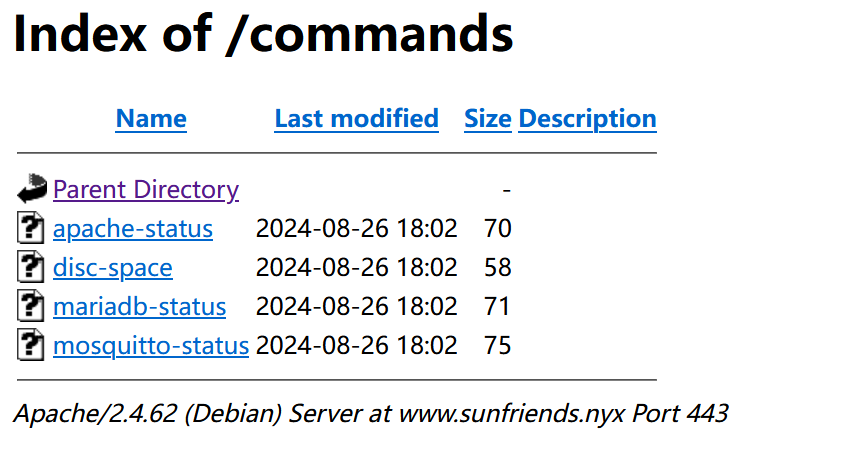 Index of /commands
Name Last modified Size Description
Parent Directory -
apache-status 2024-08-26 18:02 70
disc-space 2024-08-26 18:02 58
mariadb-status 2024-08-26 18:02 71
mosquitto-status 2024-08-26 18:02 75
Apache/2.4.62 (Debian) Server at www.sunfriends.nyx Port 443